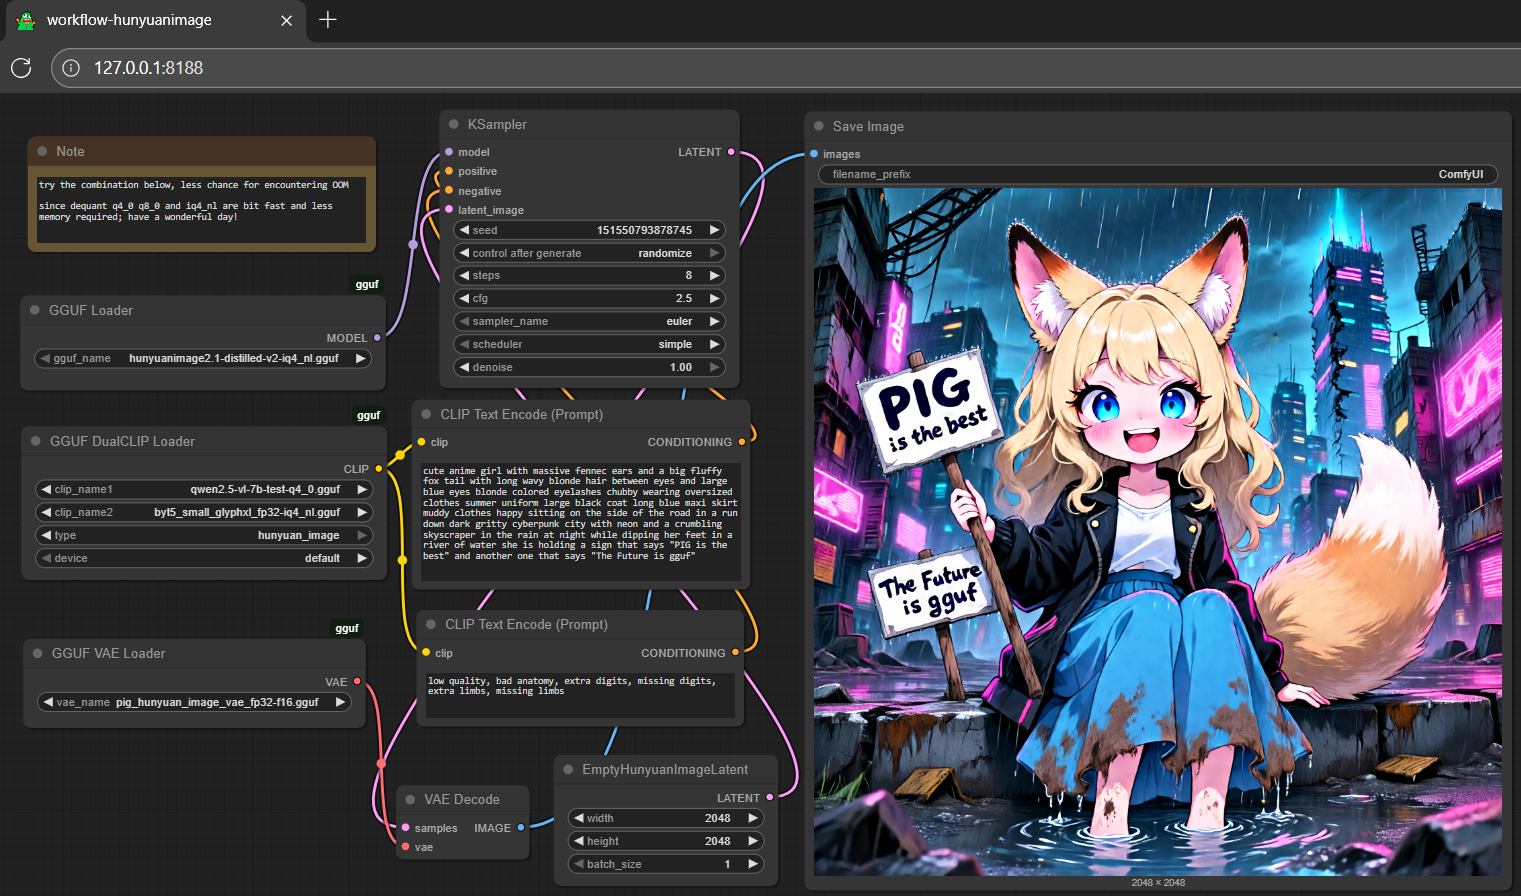 workflow-hunyuanimage
127.0.0.1:8188
Note
try the combination below, less chance for encountering OOM
since dequant q4_0 q8_0 and iq4_nl are bit fast and less
memory required; have a wonderful day!
gguf
GGUF Loader
MODEL
gguf_name hunyuanimage2.1-distilled-v2-iq4_nl.gguf
gguf
GGUF DualCLIP Loader
CLIP
clip_name1 qwen2.5-vl-7b-test-q4_0.gguf
clip_name2 byt5_small_glyphxl_fp32-iq4_nl.gguf
type hunyuan_image
device default
gguf
GGUF VAE Loader
VAE
vae_name pig_hunyuan_image_vae_fp32-f16.gguf
KSampler
model LATENT
positive
negative
latent_image
seed 151550793878745
control after generate randomize
steps 8
cfg 2.5
sampler_name euler
scheduler simple
denoise 1.00
CLIP Text Encode (Prompt)
clip CONDITIONING
cute anime girl with massive fennec ears and a big fluffy
fox tail with long wavy blonde hair between eyes and large
blue eyes blonde colored eyelashes chubby wearing oversized
clothes summer uniform large black coat long blue maxi skirt
muddy clothes happy sitting on the side of the road in a run
down dark gritty cyberpunk city with neon and a crumbling
skyscraper in the rain at night while dipping her feet in a
river of water she is holding a sign that says "PIG is the
best" and another one that says "The Future is gguf"
CLIP Text Encode (Prompt)
clip CONDITIONING
low quality, bad anatomy, extra digits, missing digits,
extra limbs, missing limbs
VAE Decode
samples IMAGE
vae
EmptyHunyuanImageLatent
LATENT
width 2048
height 2048
batch_size 1
Save Image
images
filename_prefix ComfyUI
PIG
is the best
The Future
is gguf
2048 × 2048